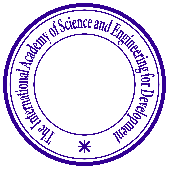 The International Academy of Science and Engineering for Development